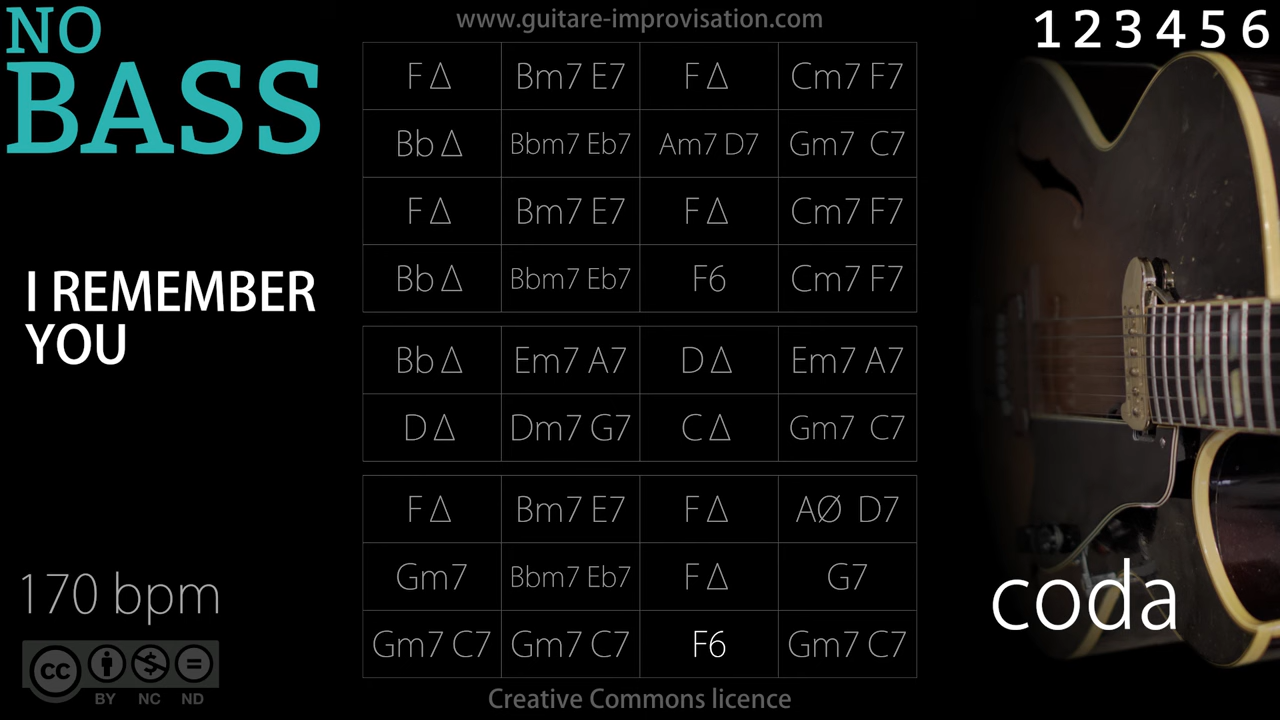 www.guitare-improvisation.com
NO
BASS
1 2 3 4 5 6
F Δ Bm7 E7 F Δ Cm7 F7
Bb Δ Bbm7 Eb7 Am7 D7 Gm7 C7
F Δ Bm7 E7 F Δ Cm7 F7
Bb Δ Bbm7 Eb7 F6 Cm7 F7
I REMEMBER
YOU
Bb Δ Em7 A7 D Δ Em7 A7
D Δ Dm7 G7 C Δ Gm7 C7
F Δ Bm7 E7 F Δ AØ D7
Gm7 Bbm7 Eb7 F Δ G7
Gm7 C7 Gm7 C7 F6 Gm7 C7
170 bpm
coda
cc
BY NC ND
Creative Commons licence